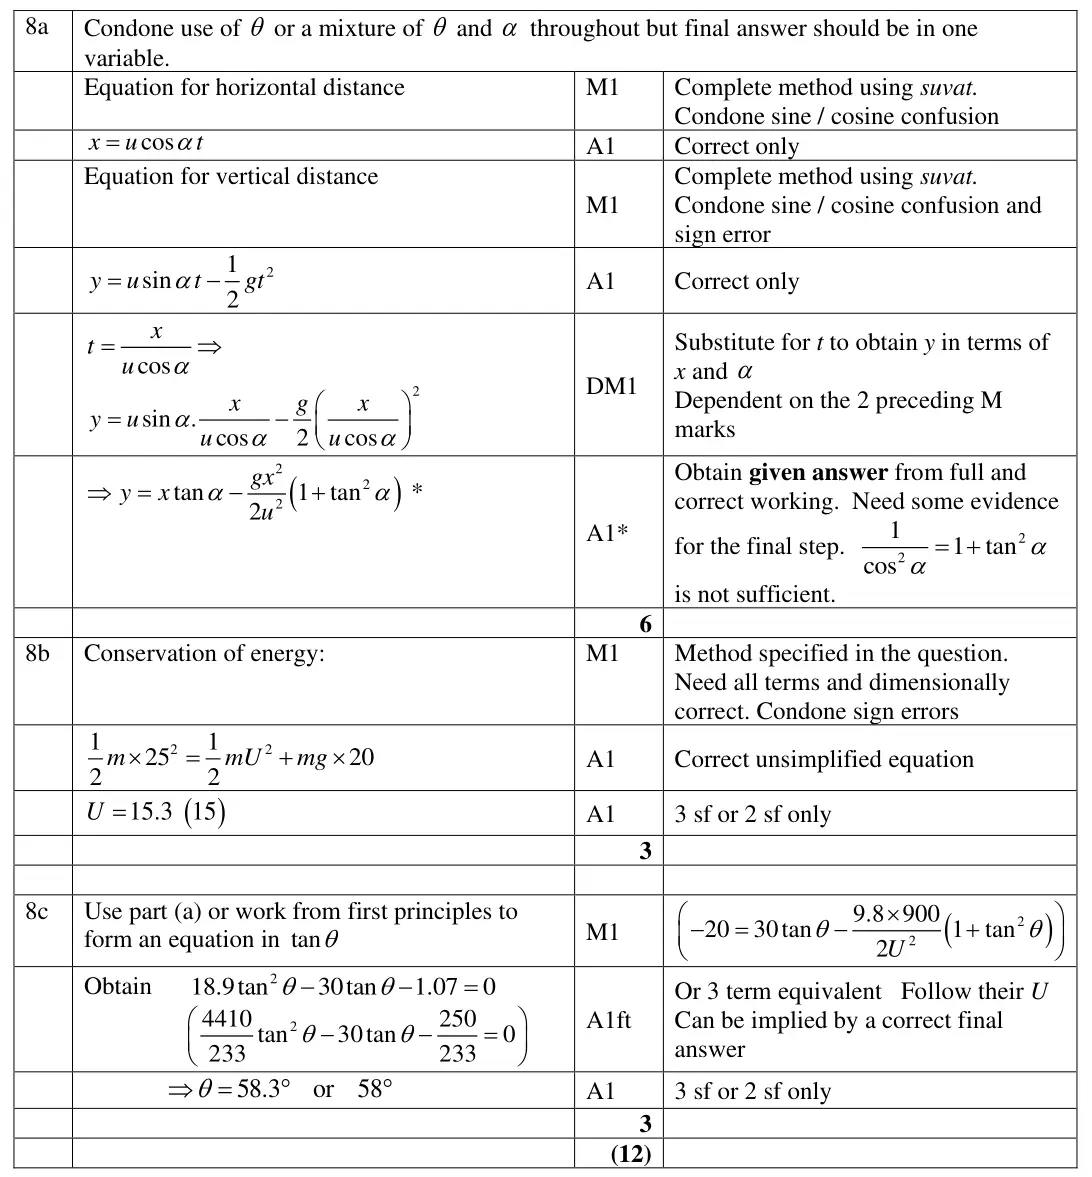 8a Condone use of θ or a mixture of θ and α throughout but final answer should be in one
variable.
Equation for horizontal distance M1 Complete method using suvat.
Condone sine / cosine confusion
x = u cos α t A1 Correct only
Equation for vertical distance M1 Complete method using suvat.
Condone sine / cosine confusion and
sign error
y = u sin α t − 1/2 gt² A1 Correct only
t = x/(u cos α) ⇒ DM1 Substitute for t to obtain y in terms of
x and α
y = u sin α . x/(u cos α) − g/2 (x/(u cos α))² Dependent on the 2 preceding M
marks
⇒ y = x tan α − gx²/2u² (1 + tan² α) * A1* Obtain given answer from full and
correct working. Need some evidence
for the final step. 1/cos² α = 1 + tan² α
is not sufficient.
6
8b Conservation of energy: M1 Method specified in the question.
Need all terms and dimensionally
correct. Condone sign errors
1/2 m × 25² = 1/2 mU² + mg × 20 A1 Correct unsimplified equation
U = 15.3 (15) A1 3 sf or 2 sf only
3
8c Use part (a) or work from first principles to
form an equation in tan θ M1 (−20 = 30 tan θ − 9.8 × 900/2U² (1 + tan² θ))
Obtain 18.9 tan² θ − 30 tan θ − 1.07 = 0
(4410/233 tan² θ − 30 tan θ − 250/233 = 0) A1ft Or 3 term equivalent Follow their U
Can be implied by a correct final
answer
⇒ θ = 58.3° or 58° A1 3 sf or 2 sf only
3
(12)